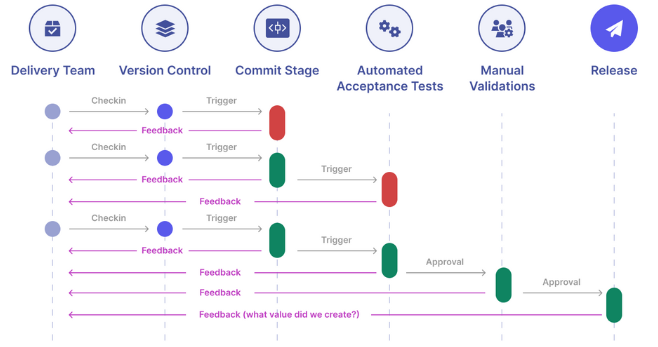 Delivery Team
Version Control
Commit Stage
Automated
Acceptance Tests
Manual
Validations
Release
Checkin
Trigger
Feedback
Checkin
Trigger
Trigger
Feedback
Feedback
Checkin
Trigger
Trigger
Feedback
Approval
Feedback
Approval
Feedback
Feedback (what value did we create?)